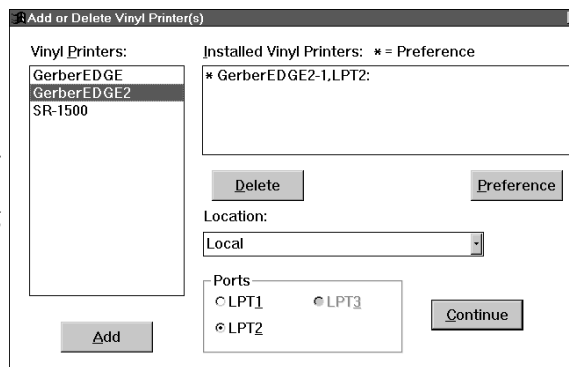 Add or Delete Vinyl Printer(s)
Vinyl Printers:
GerberEDGE
GerberEDGE2
SR-1500
Add
Installed Vinyl Printers: * = Preference
* GerberEDGE2-1,LPT2:
Delete
Preference
Location:
Local
Ports
LPT1
LPT3
LPT2
Continue